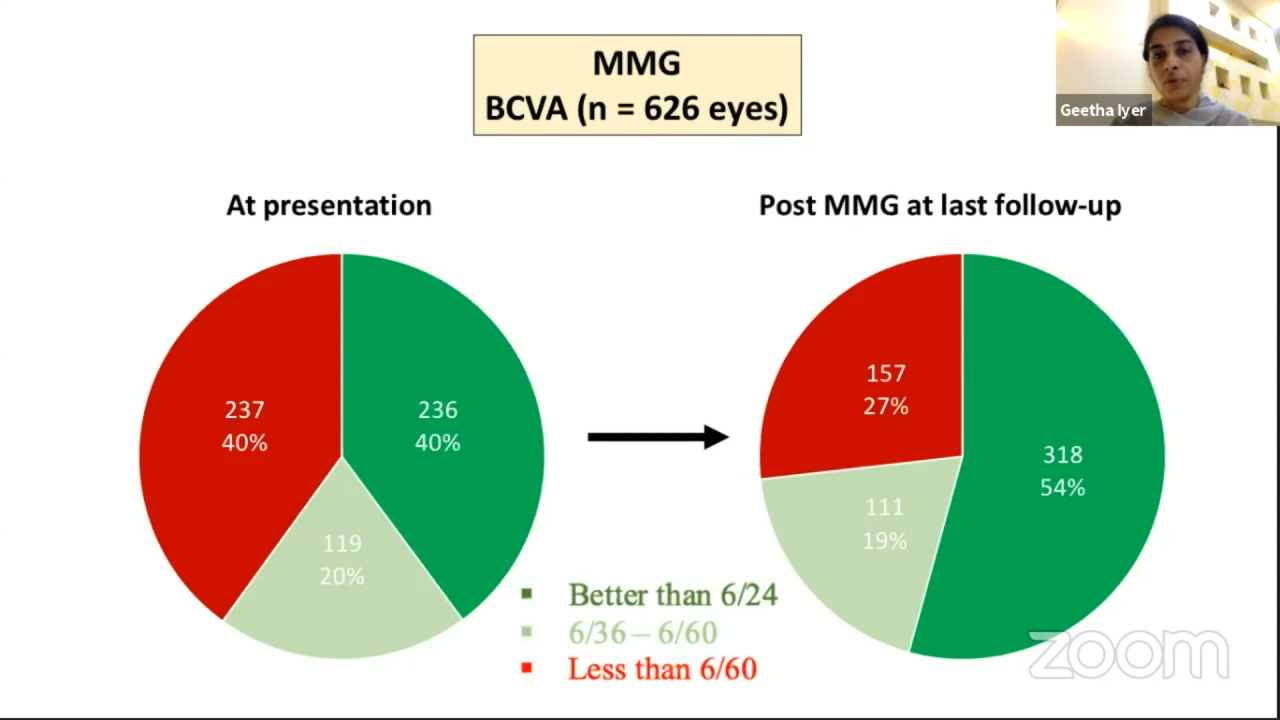 MMG
BCVA (n = 626 eyes)
Geetha Iyer
At presentation
Post MMG at last follow-up
237
40%
236
40%
119
20%
157
27%
318
54%
111
19%
Better than 6/24
6/36 – 6/60
Less than 6/60
zoom